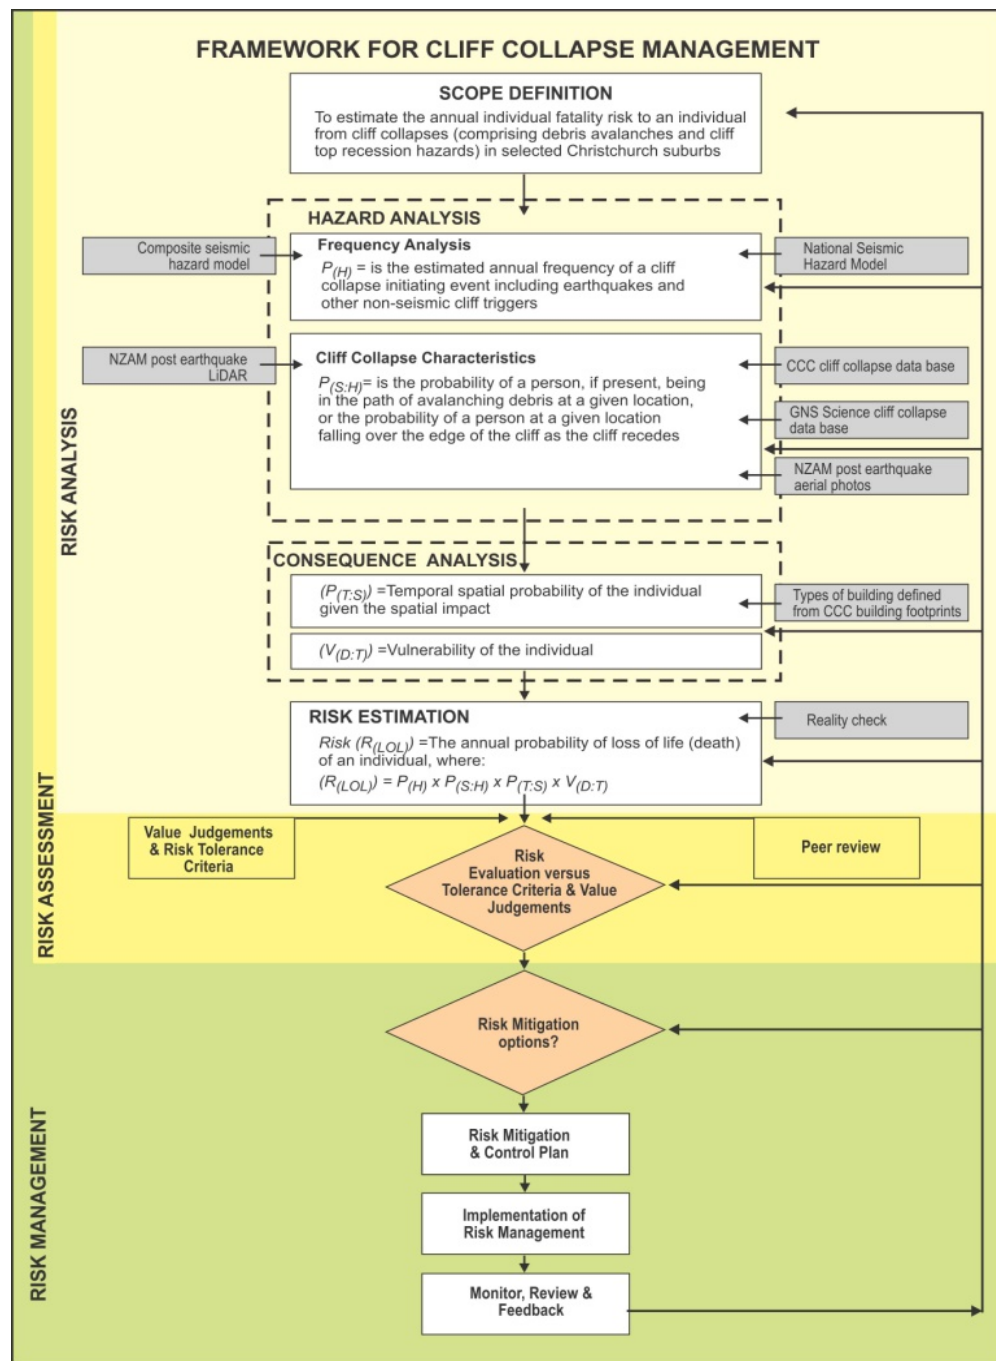 FRAMEWORK FOR CLIFF COLLAPSE MANAGEMENT
SCOPE DEFINITION
To estimate the annual individual fatality risk to an individual
from cliff collapses (comprising debris avalanches and cliff
top recession hazards) in selected Christchurch suburbs
HAZARD ANALYSIS
Composite seismic
hazard model
Frequency Analysis
P(H) = is the estimated annual frequency of a cliff
collapse initiating event including earthquakes and
other non-seismic cliff triggers
National Seismic
Hazard Model
NZAM post earthquake
LiDAR
Cliff Collapse Characteristics
P(S:H)= is the probability of a person, if present, being
in the path of avalanching debris at a given location,
or the probability of a person at a given location
falling over the edge of the cliff as the cliff recedes
CCC cliff collapse data base
GNS Science cliff collapse
data base
NZAM post earthquake
aerial photos
RISK ANALYSIS
CONSEQUENCE ANALYSIS
(P(T:S)) =Temporal spatial probability of the individual
given the spatial impact
Types of building defined
from CCC building footprints
(V(D:T)) =Vulnerability of the individual
RISK ESTIMATION
Risk (R(LOL)) =The annual probability of loss of life (death)
of an individual, where:
(R(LOL)) = P(H) x P(S:H) x P(T:S) x V(D:T)
Reality check
RISK ASSESSMENT
Value Judgements
& Risk Tolerance
Criteria
Peer review
Risk
Evaluation versus
Tolerance Criteria & Value
Judgements
RISK MANAGEMENT
Risk Mitigation
options?
Risk Mitigation
& Control Plan
Implementation of
Risk Management
Monitor, Review &
Feedback